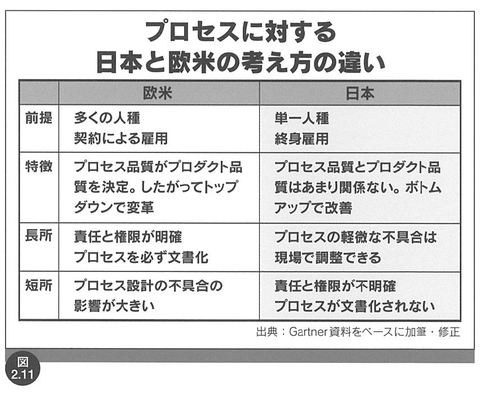 プロセスに対する
日本と欧米の考え方の違い
欧米
日本
前提
多くの人種
契約による雇用
単一人種
終身雇用
特徴
プロセス品質がプロダクト品
質を決定。したがってトップ
ダウンで変革
プロセス品質とプロダクト品
質はあまり関係ない。ボトム
アップで改善
長所
責任と権限が明確
プロセスを必ず文書化
プロセスの軽微な不具合は
現場で調整できる
短所
プロセス設計の不具合の
影響が大きい
責任と権限が不明確
プロセスが文書化されない
出典：Gartner資料をベースに加筆・修正
図
2.11